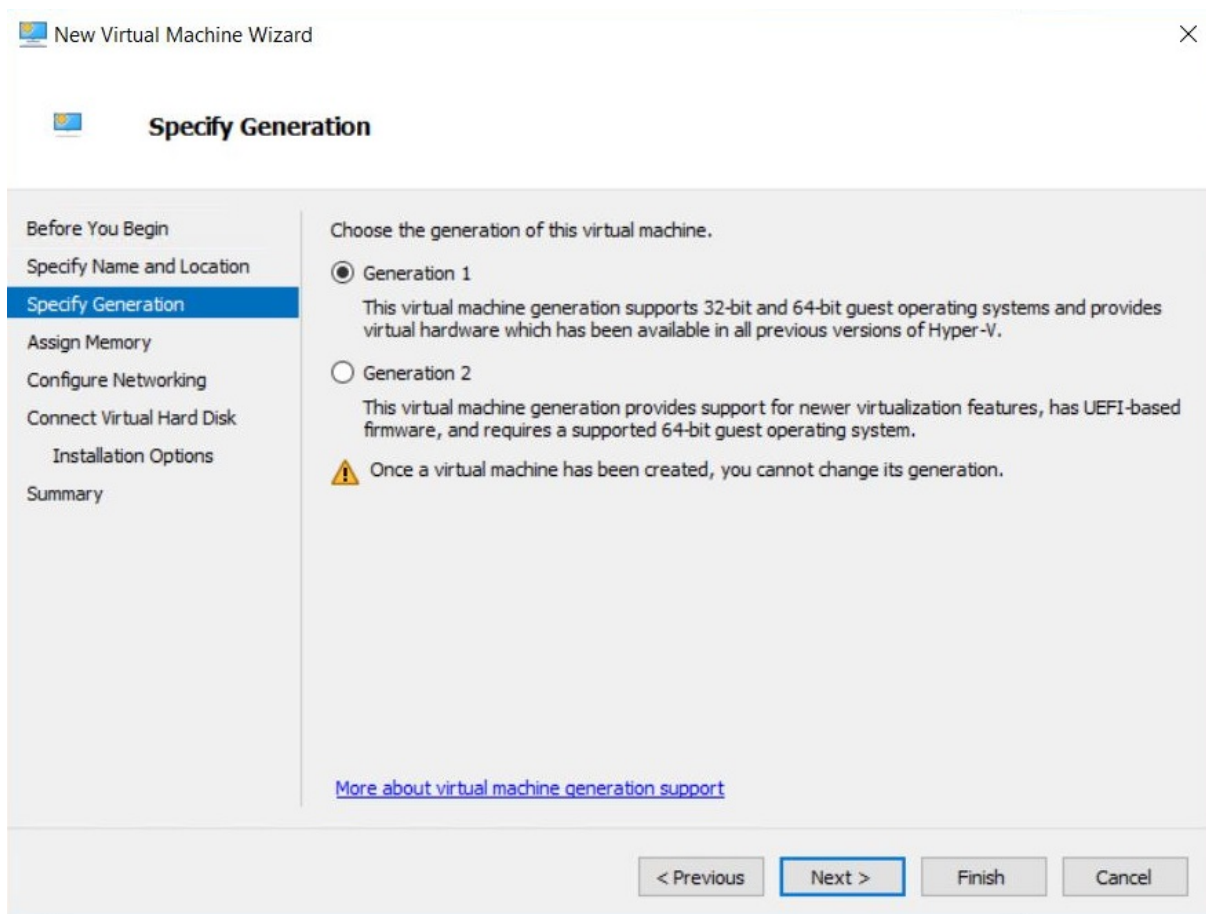 New Virtual Machine Wizard
Specify Generation
Before You Begin
Specify Name and Location
Specify Generation
Assign Memory
Configure Networking
Connect Virtual Hard Disk
Installation Options
Summary
Choose the generation of this virtual machine.
Generation 1
This virtual machine generation supports 32-bit and 64-bit guest operating systems and provides
virtual hardware which has been available in all previous versions of Hyper-V.
Generation 2
This virtual machine generation provides support for newer virtualization features, has UEFI-based
firmware, and requires a supported 64-bit guest operating system.
Once a virtual machine has been created, you cannot change its generation.
More about virtual machine generation support
< Previous
Next >
Finish
Cancel